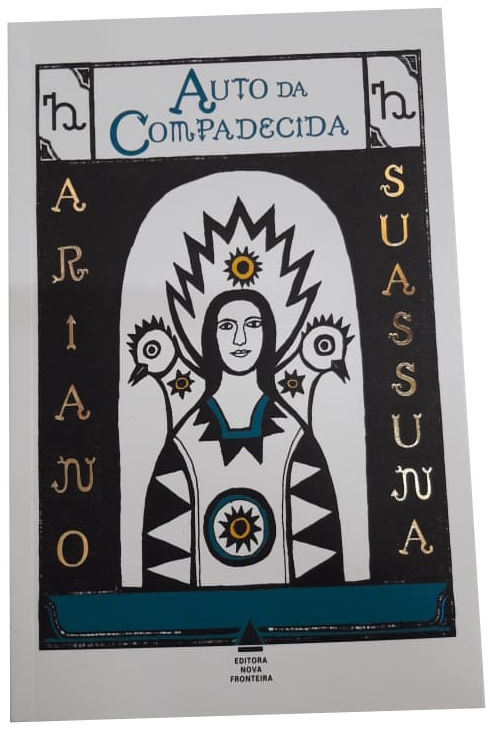 AUTO DA
COMPADECIDA
ARIANO
SUASSUNA
EDITORA
NOVA
FRONTEIRA